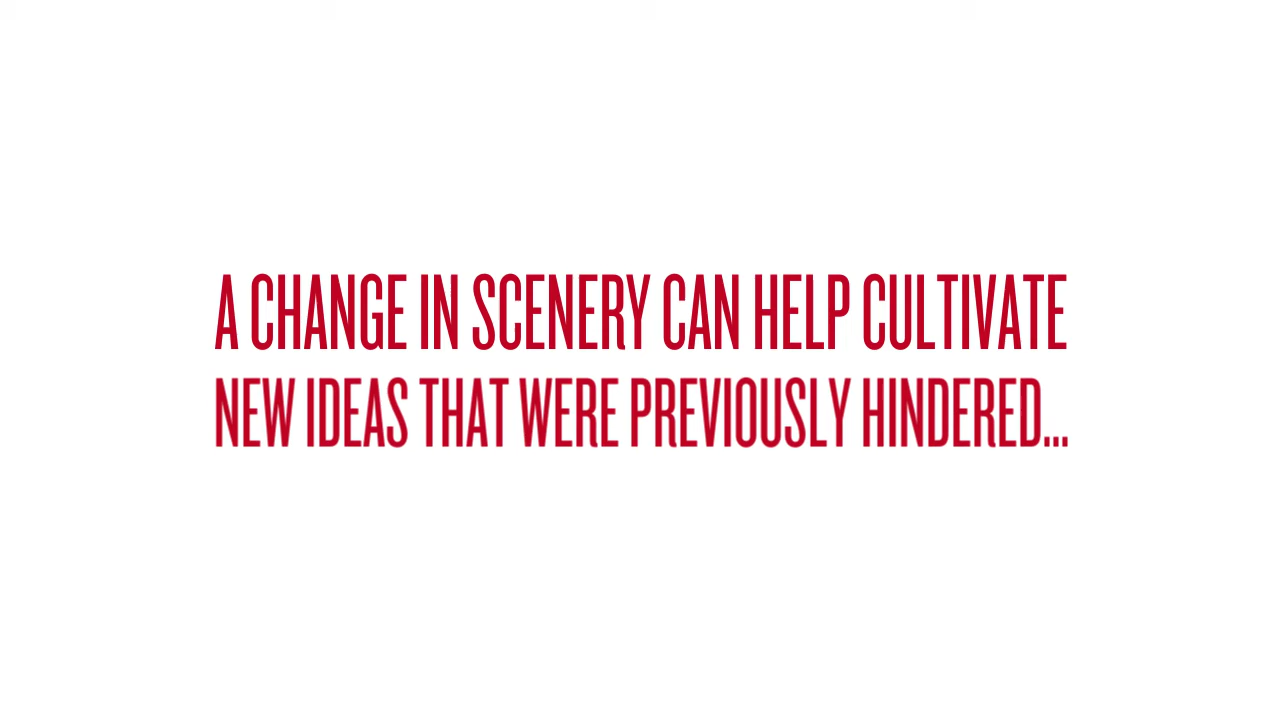 A CHANGE IN SCENERY CAN HELP CULTIVATE
NEW IDEAS THAT WERE PREVIOUSLY HINDERED...